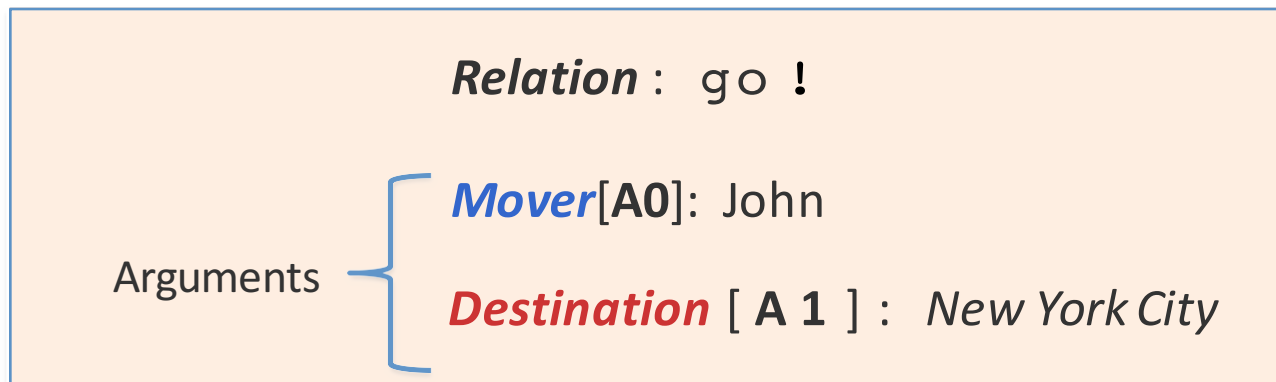 Relation : go !
Mover[A0]: John
Arguments
Destination [ A 1 ] : New York City